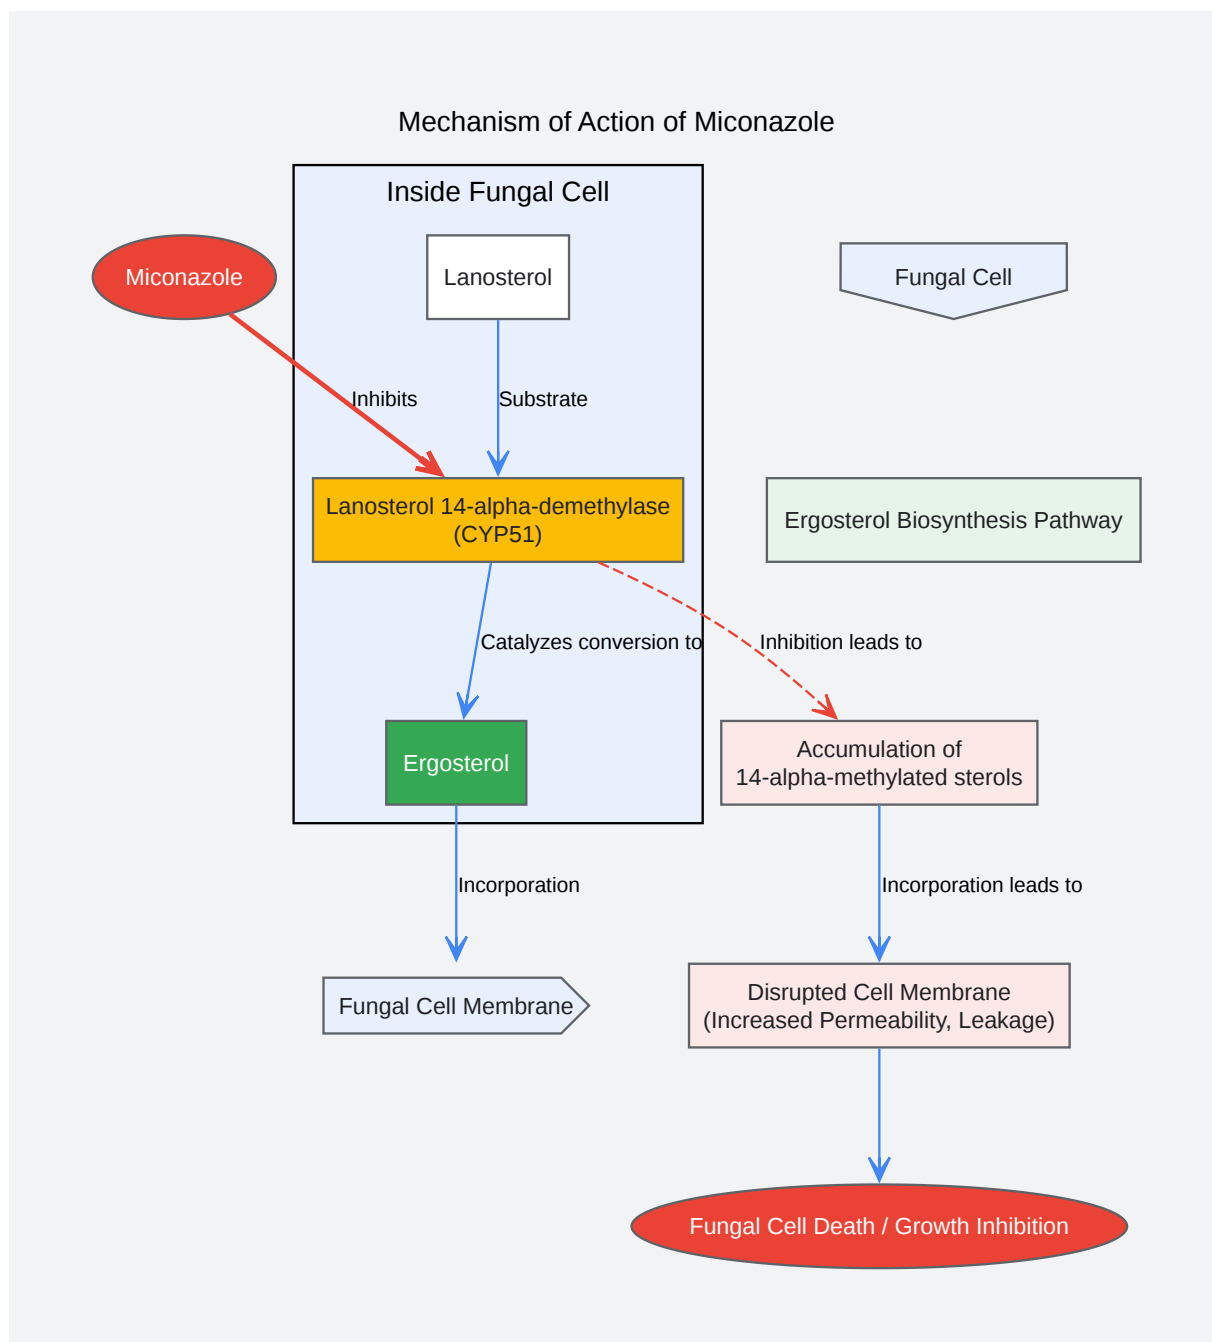 Mechanism of Action of Miconazole
Inside Fungal Cell
Miconazole
Lanosterol
Fungal Cell
Inhibits
Substrate
Lanosterol 14-alpha-demethylase
(CYP51)
Ergosterol Biosynthesis Pathway
Catalyzes conversion to
Inhibition leads to
Ergosterol
Accumulation of
14-alpha-methylated sterols
Incorporation
Incorporation leads to
Fungal Cell Membrane
Disrupted Cell Membrane
(Increased Permeability, Leakage)
Fungal Cell Death / Growth Inhibition